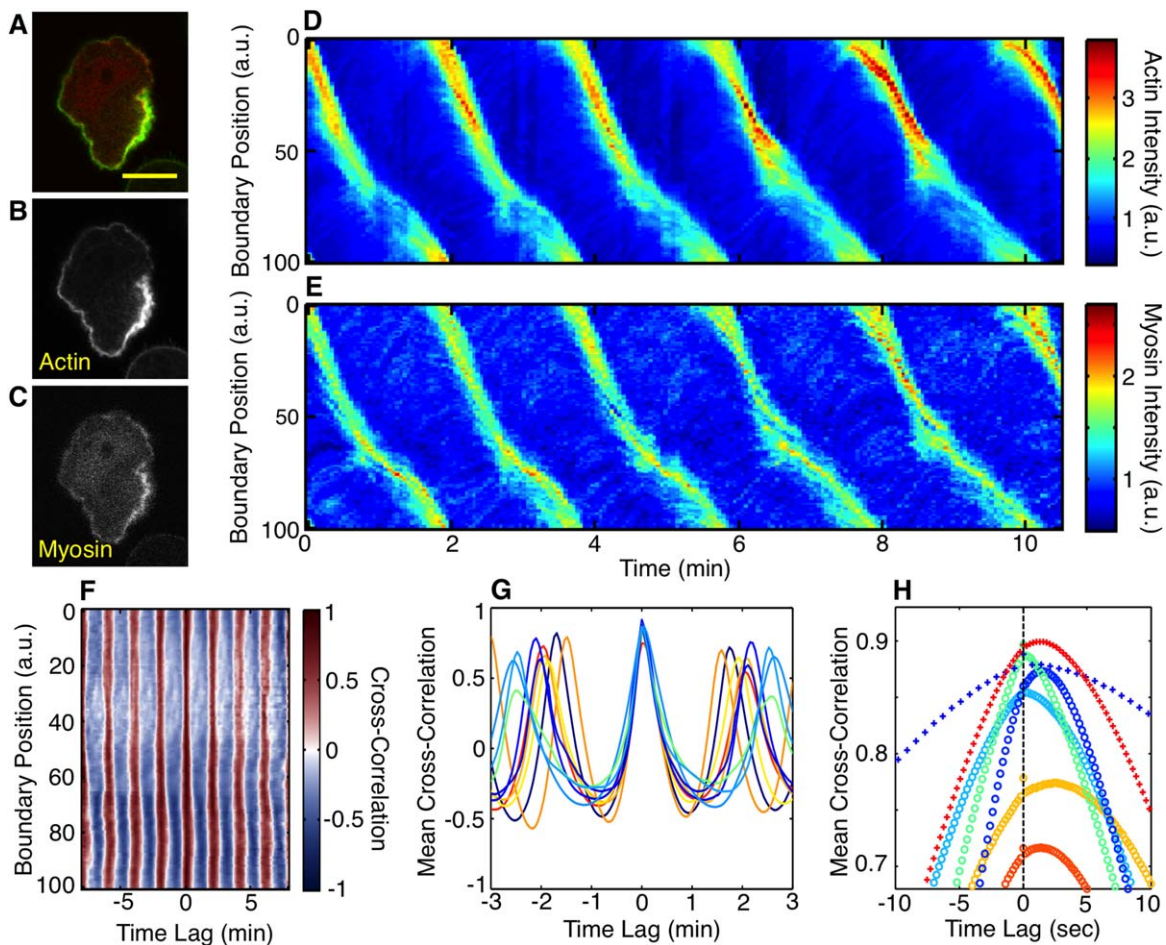 A
B
Actin
C
Myosin
D
Boundary Position (a.u.)
0
50
100
Actin Intensity (a.u.)
3
2
1
E
Boundary Position (a.u.)
0
50
100
0
2
4
6
8
10
Time (min)
Myosin Intensity (a.u.)
2
1
F
Boundary Position (a.u.)
0
20
40
60
80
100
-5
0
5
Time Lag (min)
1
0.5
0
-0.5
-1
Cross-Correlation
G
Mean Cross-Correlation
1
0.5
0
-0.5
-1
-3
-2
-1
0
1
2
3
Time Lag (min)
H
Mean Cross-Correlation
0.9
0.8
0.7
-10
-5
0
5
10
Time Lag (sec)